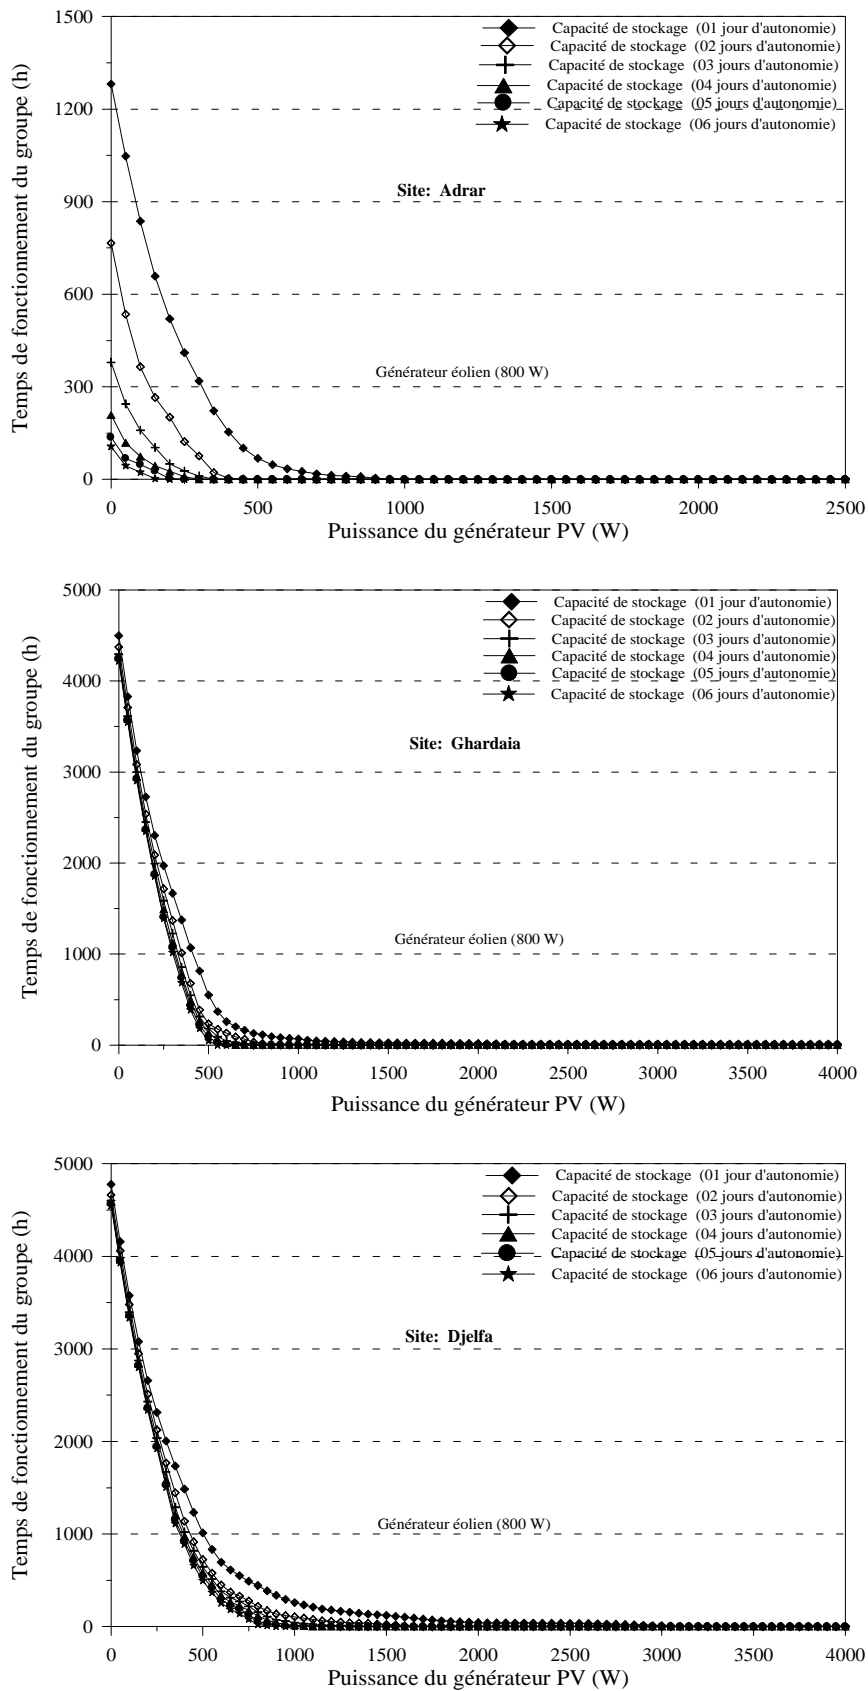 1500
1200
900
600
300
0
Temps de fonctionnement du groupe (h)
Capacité de stockage (01 jour d'autonomie)
Capacité de stockage (02 jours d'autonomie)
Capacité de stockage (03 jours d'autonomie)
Capacité de stockage (04 jours d'autonomie)
Capacité de stockage (05 jours d'autonomie)
Capacité de stockage (06 jours d'autonomie)
Site: Adrar
Générateur éolien (800 W)
0 500 1000 1500 2000 2500
Puissance du générateur PV (W)
5000
4000
3000
2000
1000
0
Temps de fonctionnement du groupe (h)
Capacité de stockage (01 jour d'autonomie)
Capacité de stockage (02 jours d'autonomie)
Capacité de stockage (03 jours d'autonomie)
Capacité de stockage (04 jours d'autonomie)
Capacité de stockage (05 jours d'autonomie)
Capacité de stockage (06 jours d'autonomie)
Site: Ghardaia
Générateur éolien (800 W)
0 500 1000 1500 2000 2500 3000 3500 4000
Puissance du générateur PV (W)
5000
4000
3000
2000
1000
0
Temps de fonctionnement du groupe (h)
Capacité de stockage (01 jour d'autonomie)
Capacité de stockage (02 jours d'autonomie)
Capacité de stockage (03 jours d'autonomie)
Capacité de stockage (04 jours d'autonomie)
Capacité de stockage (05 jours d'autonomie)
Capacité de stockage (06 jours d'autonomie)
Site: Djelfa
Générateur éolien (800 W)
0 500 1000 1500 2000 2500 3000 3500 4000
Puissance du générateur PV (W)